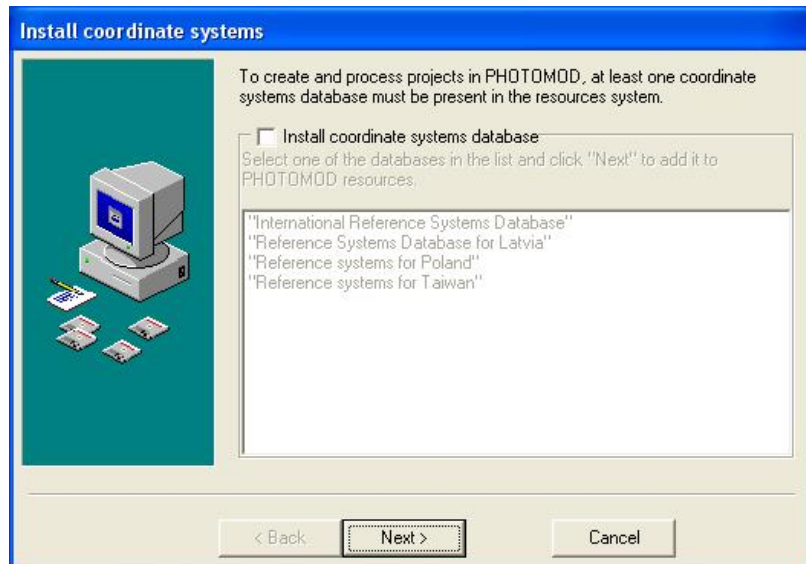 Install coordinate systems
To create and process projects in PHOTOMOD, at least one coordinate
systems database must be present in the resources system.
Install coordinate systems database
Select one of the databases in the list and click "Next" to add it to
PHOTOMOD resources.
"International Reference Systems Database"
"Reference Systems Database for Latvia"
"Reference systems for Poland"
"Reference systems for Taiwan"
< Back
Next >
Cancel